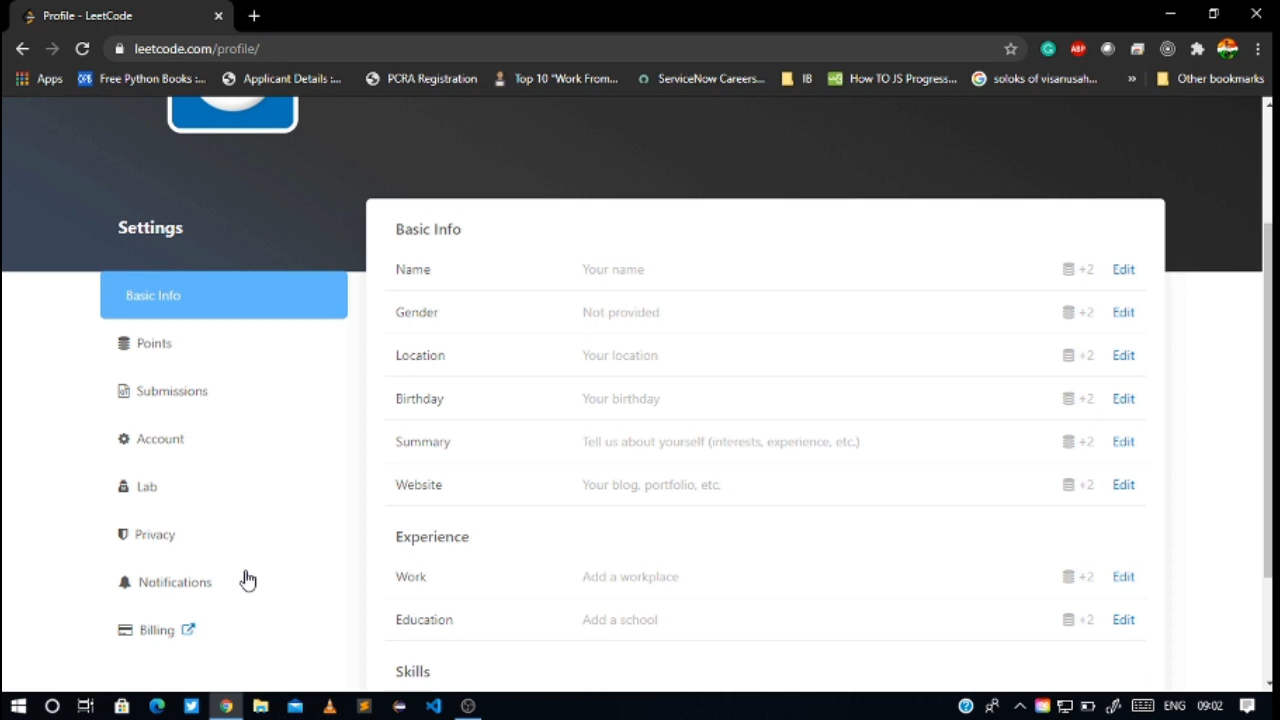 Profile - LeetCode
leetcode.com/profile/
ABP
Apps Free Python Books :... Applicant Details ;... PCRA Registration Top 10 "Work From... ServiceNow Careers... IB How TO JS Progress... soloks of visanusah... » Other bookmarks
Settings
Basic Info
Points
Submissions
Account
Lab
Privacy
Notifications
Billing
Basic Info
Name Your name +2 Edit
Gender Not provided +2 Edit
Location Your location +2 Edit
Birthday Your birthday +2 Edit
Summary Tell us about yourself (interests, experience, etc.) +2 Edit
Website Your blog, portfolio, etc. +2 Edit
Experience
Work Add a workplace +2 Edit
Education Add a school +2 Edit
Skills
ENG 09:02